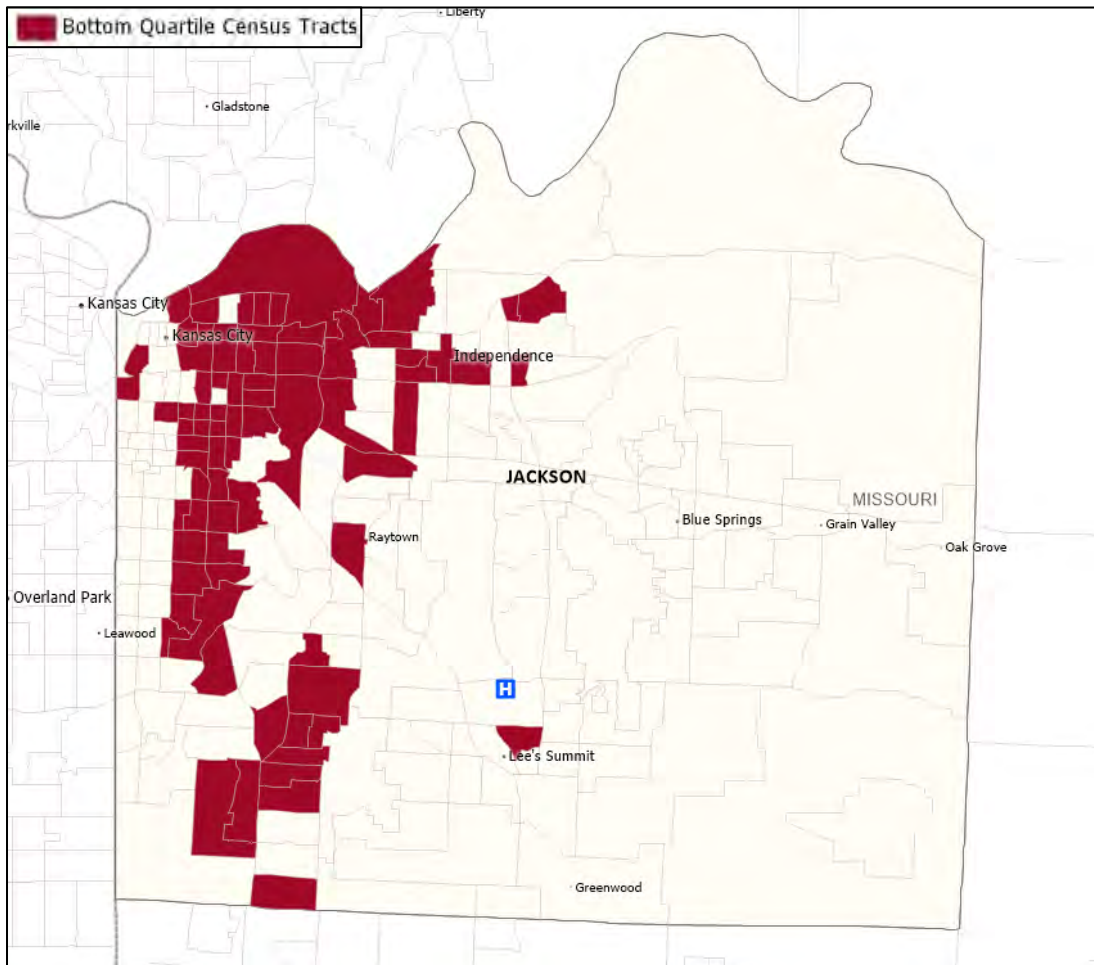 Bottom Quartile Census Tracts
Liberty
Gladstone
rkville
Kansas City
Kansas City
Independence
JACKSON
MISSOURI
Blue Springs
Grain Valley
Raytown
Oak Grove
Overland Park
Leawood
H
Lee's Summit
Greenwood